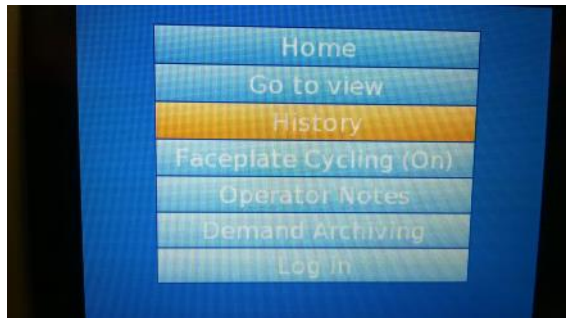 Home
Go to view
History
Faceplate Cycling (On)
Operator Notes
Demand Archiving
Log In